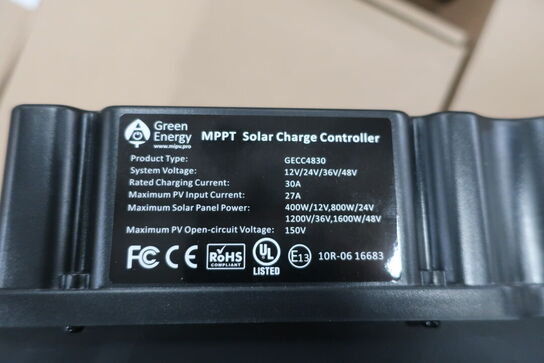 Green
Energy
www.mipv.pro
MPPT Solar Charge Controller
Product Type: GECC4830
System Voltage: 12V/24V/36V/48V
Rated Charging Current: 30A
Maximum PV Input Current: 27A
Maximum Solar Panel Power: 400W/12V,800W/24V
1200V/36V,1600W/48V
Maximum PV Open-circuit Voltage: 150V
FC CE RoHS COMPLIANT UL LISTED E13 10R-06 16683